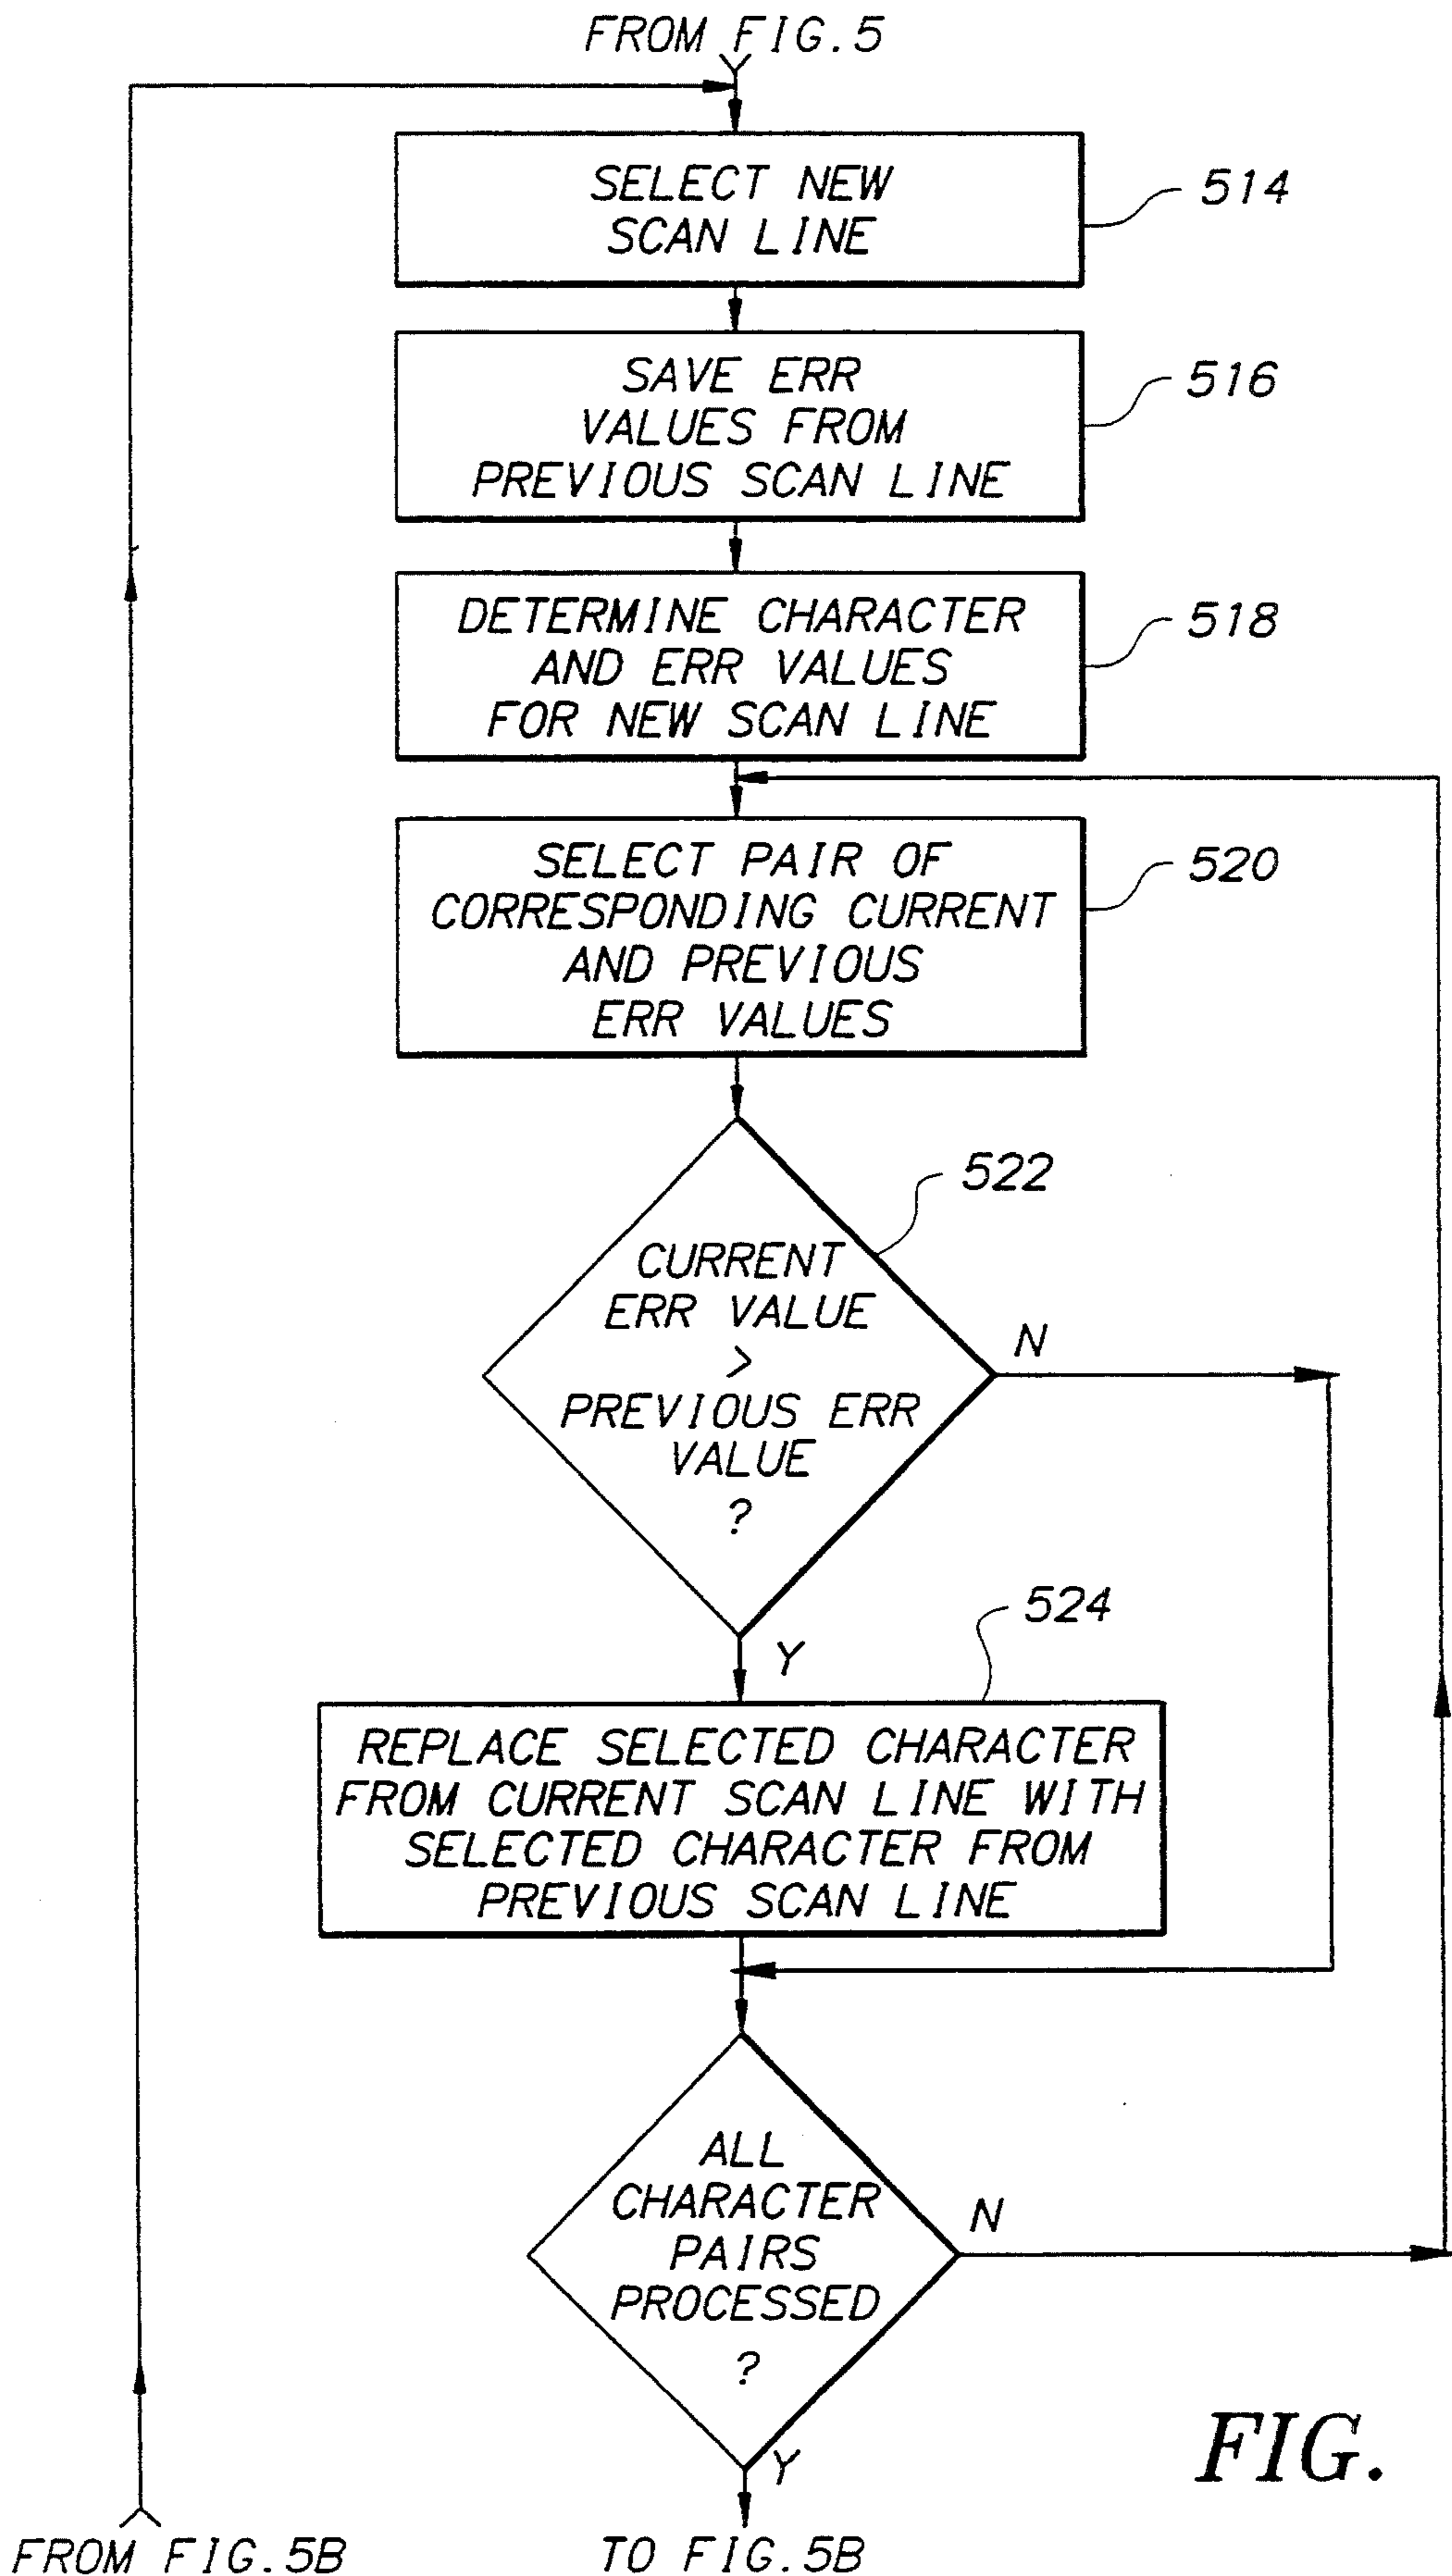 FROM FIG.5
SELECT NEW
SCAN LINE
514
SAVE ERR
VALUES FROM
PREVIOUS SCAN LINE
516
DETERMINE CHARACTER
AND ERR VALUES
FOR NEW SCAN LINE
518
SELECT PAIR OF
CORRESPONDING CURRENT
AND PREVIOUS
ERR VALUES
520
522
CURRENT
ERR VALUE
>
PREVIOUS ERR
VALUE
?
N
Y
524
REPLACE SELECTED CHARACTER
FROM CURRENT SCAN LINE WITH
SELECTED CHARACTER FROM
PREVIOUS SCAN LINE
ALL
CHARACTER
PAIRS
PROCESSED
?
N
Y
FIG.
FROM FIG.5B
TO FIG.5B